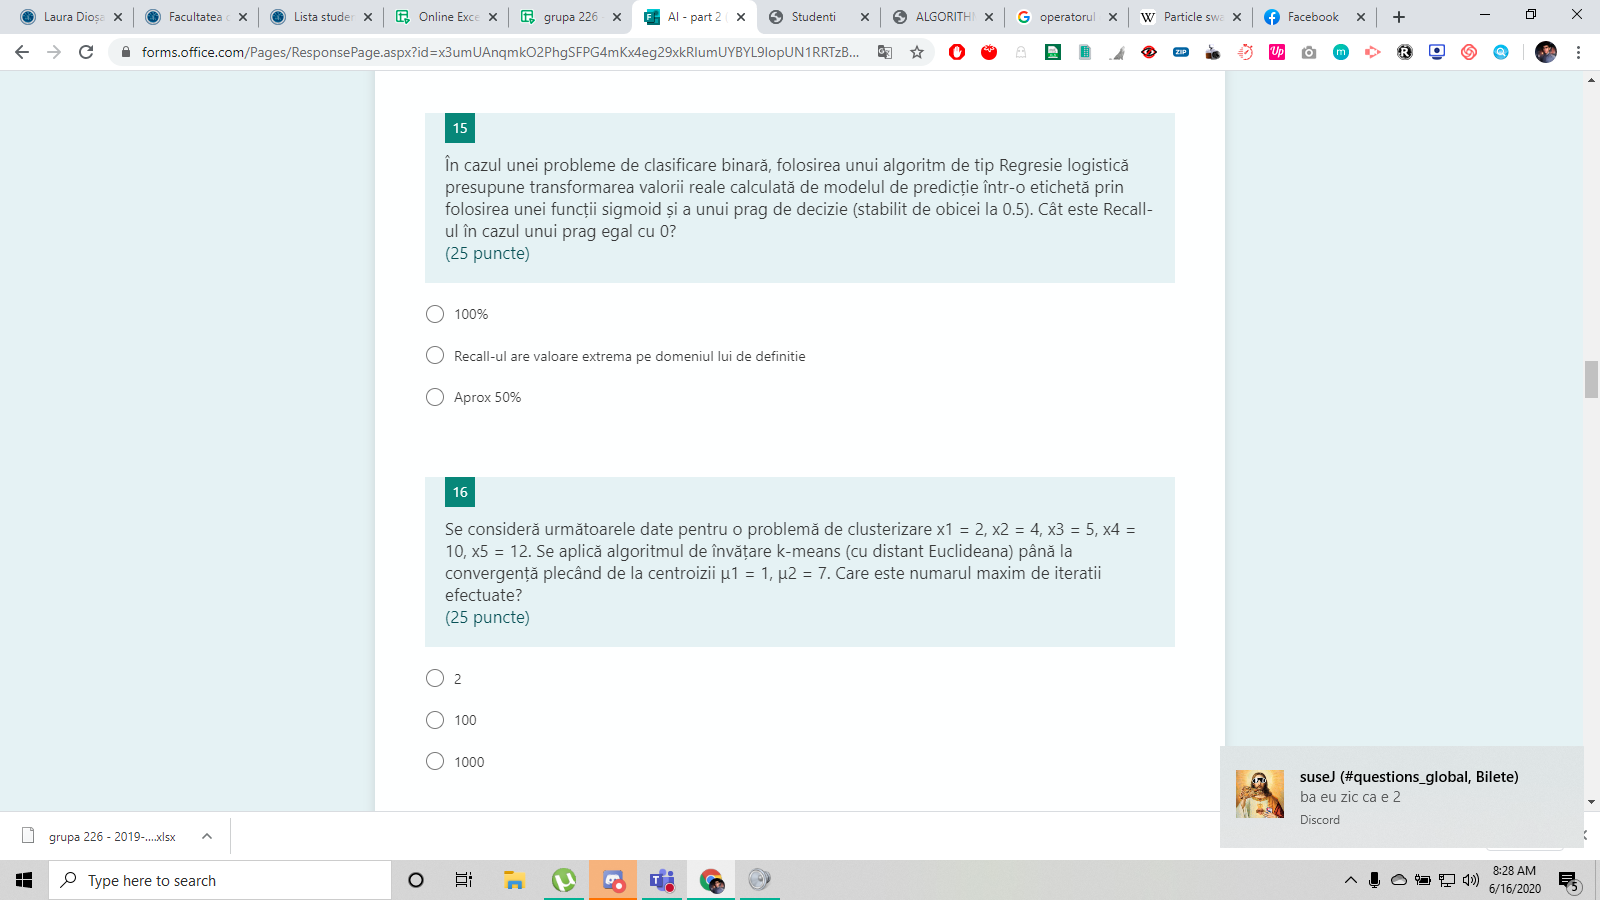 Laura Dioșa
Facultatea c
Lista studer
Online Exce
grupa 226 -
AI - part 2 (
Studenti
ALGORITHM
operatorul
Particle swa
Facebook
forms.office.com/Pages/ResponsePage.aspx?id=x3umUAnqmkO2PhgSFPG4mKx4eg29xkRIumUYBYL9IopUN1RRTzB...
15
În cazul unei probleme de clasificare binară, folosirea unui algoritm de tip Regresie logistică
presupune transformarea valorii reale calculată de modelul de predicție într-o etichetă prin
folosirea unei funcții sigmoid și a unui prag de decizie (stabilit de obicei la 0.5). Cât este Recall-
ul în cazul unui prag egal cu 0?
(25 puncte)
100%
Recall-ul are valoare extrema pe domeniul lui de definitie
Aprox 50%
16
Se consideră următoarele date pentru o problemă de clusterizare x1 = 2, x2 = 4, x3 = 5, x4 =
10, x5 = 12. Se aplică algoritmul de învățare k-means (cu distant Euclideana) până la
convergență plecând de la centroizii µ1 = 1, µ2 = 7. Care este numarul maxim de iteratii
efectuate?
(25 puncte)
2
100
1000
suseJ (#questions_global, Bilete)
ba eu zic ca e 2
Discord
grupa 226 - 2019-....xlsx
Type here to search
8:28 AM
6/16/2020
5